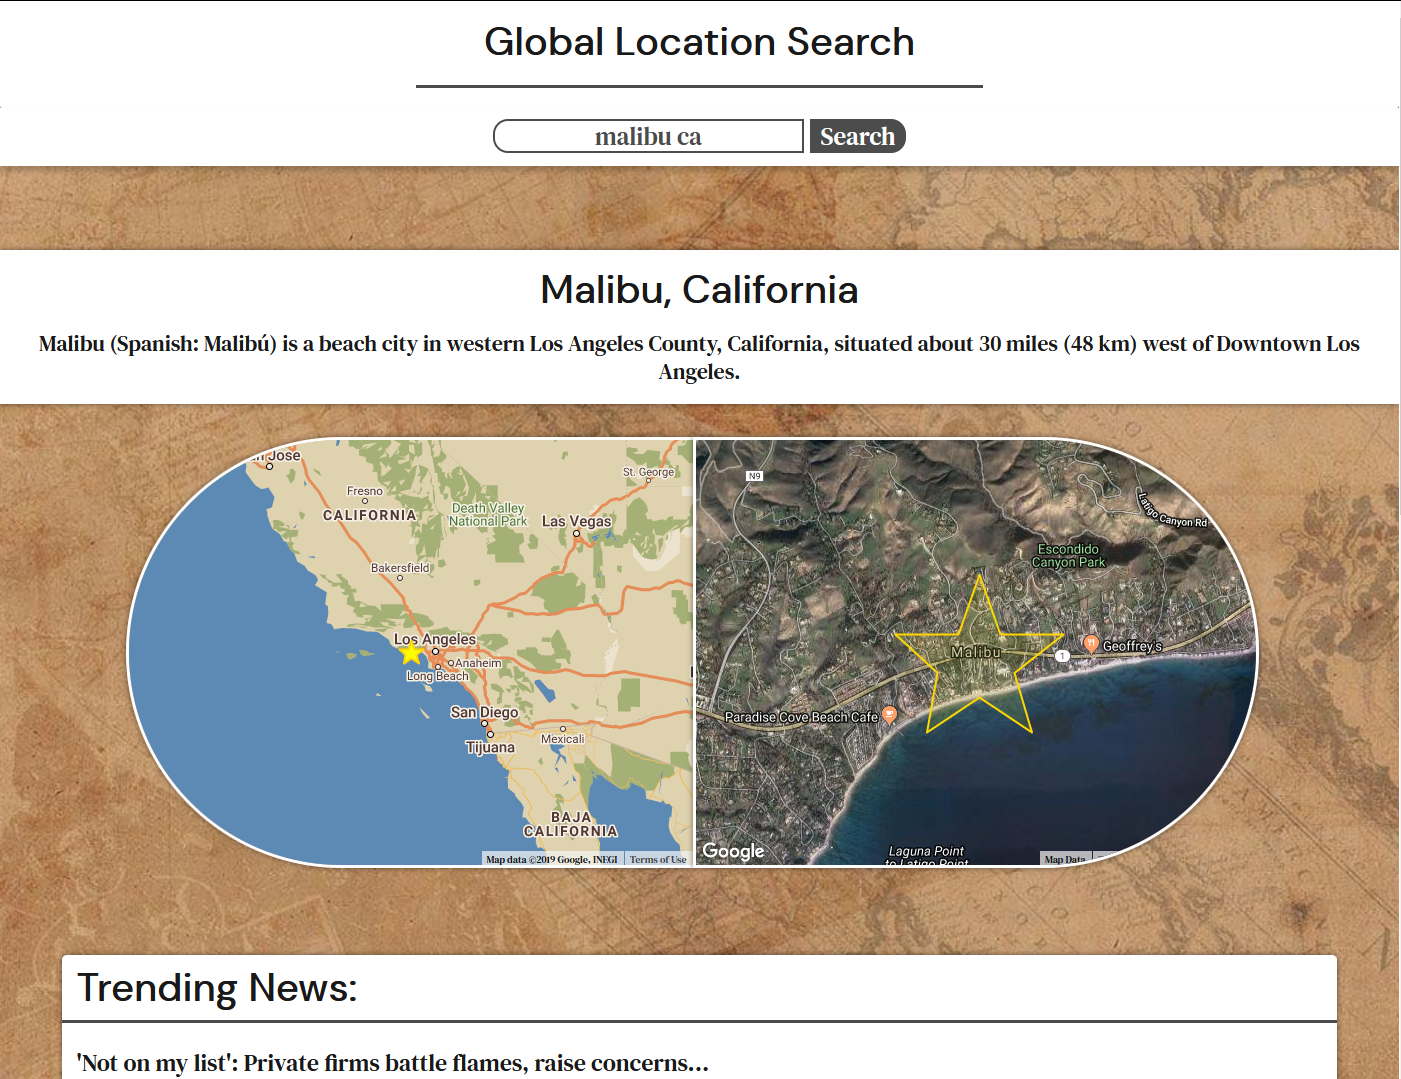 Global Location Search
malibu ca
Search
Malibu, California
Malibu (Spanish: Malibú) is a beach city in western Los Angeles County, California, situated about 30 miles (48 km) west of Downtown Los
Angeles.
Jose
St. George
Fresno
CALIFORNIA
Death Valley
National Park
Las Vegas
Bakersfield
Los Angeles
Anaheim
Long Beach
San Diego
Tijuana
Mexicali
BAJA
CALIFORNIA
Map data ©2019 Google, INEGI
Terms of Use
N9
Latigo Canyon Rd
Escondido
Canyon Park
Geoffrey's
Malibu
1
Paradise Cove Beach Cafe
Google
Laguna Point
to Latigo Point
Map Data
Trending News:
'Not on my list': Private firms battle flames, raise concerns...